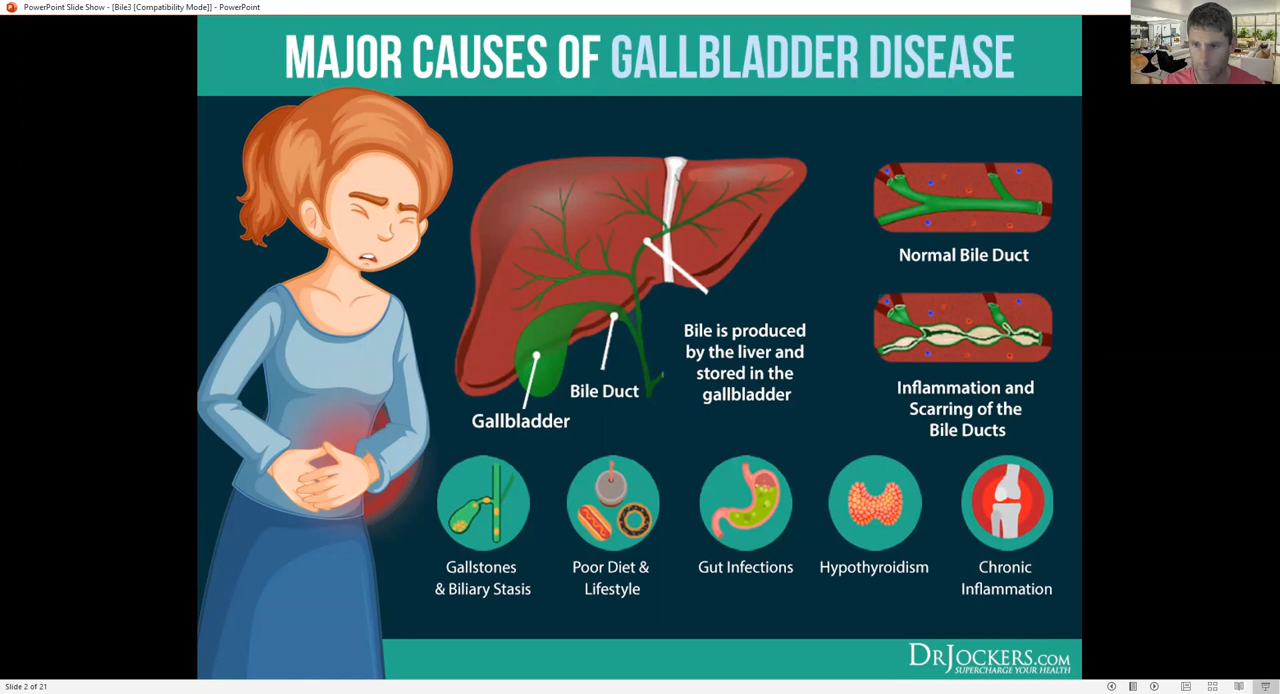 PowerPoint Slide Show - [Bile3 [Compatibility Mode]] - PowerPoint
MAJOR CAUSES OF GALLBLADDER DISEASE
Normal Bile Duct
Bile is produced
by the liver and
stored in the
gallbladder
Bile Duct
Gallbladder
Inflammation and
Scarring of the
Bile Ducts
Gallstones
& Biliary Stasis
Poor Diet &
Lifestyle
Gut Infections
Hypothyroidism
Chronic
Inflammation
DRJOCKERS.COM
SUPERCHARGE YOUR HEALTH
Slide 2 of 21